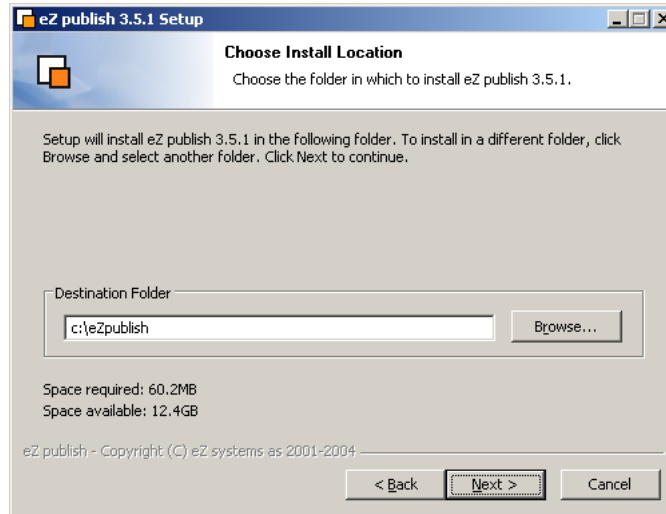 eZ publish 3.5.1 Setup
Choose Install Location
Choose the folder in which to install eZ publish 3.5.1.
Setup will install eZ publish 3.5.1 in the following folder. To install in a different folder, click
Browse and select another folder. Click Next to continue.
Destination Folder
c:\eZpublish
Browse...
Space required: 60.2MB
Space available: 12.4GB
eZ publish - Copyright (C) eZ systems as 2001-2004
< Back
Next >
Cancel